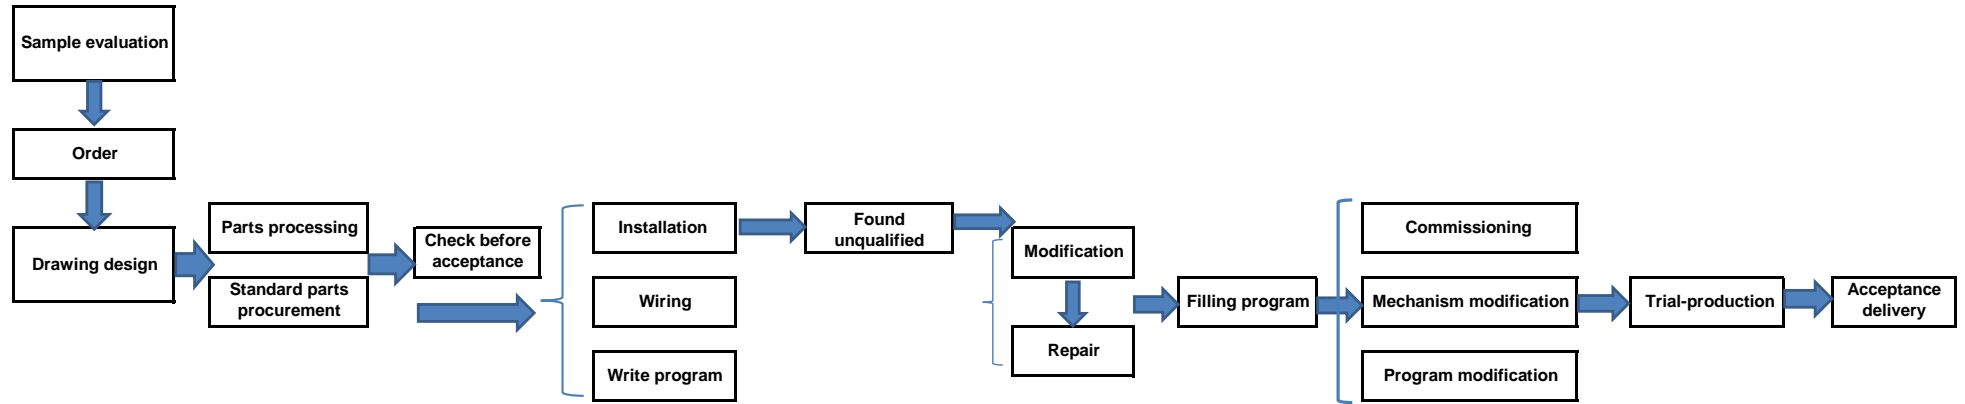 Sample evaluation
Order
Drawing design
Parts processing
Standard parts
procurement
Check before
acceptance
Installation
Wiring
Write program
Found
unqualified
Modification
Repair
Filling program
Commissioning
Mechanism modification
Program modification
Trial-production
Acceptance
delivery